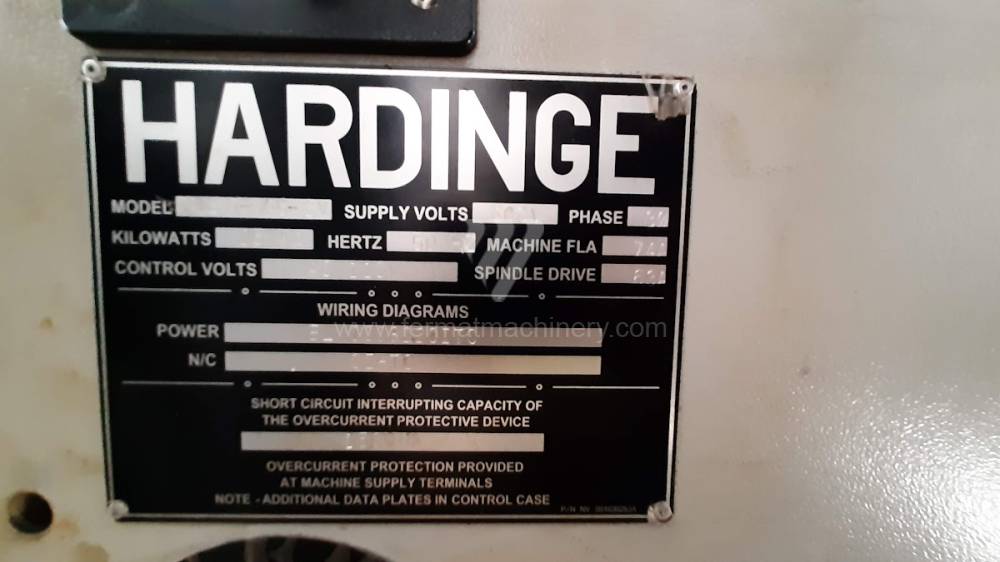 HARDINGE
MODEL SUPPLY VOLTS PHASE
KILOWATTS HERTZ MACHINE FLA
CONTROL VOLTS SPINDLE DRIVE
WIRING DIAGRAMS
POWER
www.fermatmachinery.com
N/C
SHORT CIRCUIT INTERRUPTING CAPACITY OF
THE OVERCURRENT PROTECTIVE DEVICE
OVERCURRENT PROTECTION PROVIDED
AT MACHINE SUPPLY TERMINALS
NOTE - ADDITIONAL DATA PLATES IN CONTROL CASE